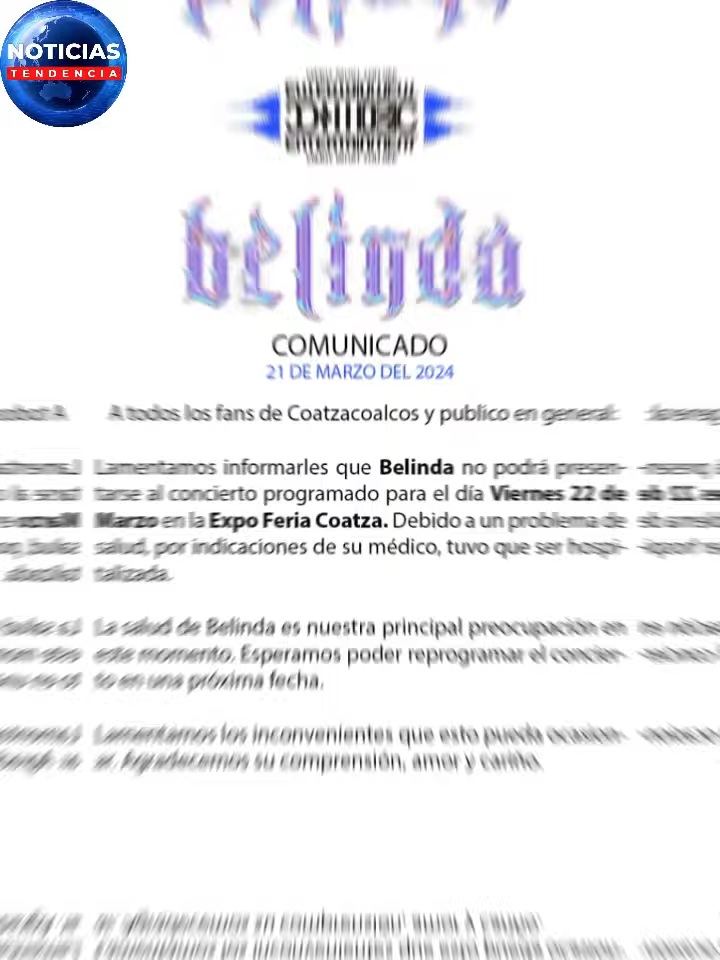 NOTICIAS
TENDENCIA
belinda
COMUNICADO
21 DE MARZO DEL 2024
A todos los fans de Coatzacoalcos y publico en general:
Lamentamos informarles que Belinda no podrá presen-
tarse al concierto programado para el día Viernes 22 de
Marzo en la Expo Feria Coatza. Debido a un problema de
salud, por indicaciones de su médico, tuvo que ser hospi-
talizada.
La salud de Belinda es nuestra principal preocupación en
este momento. Esperamos poder reprogramar el concier-
to en una próxima fecha.
Lamentamos los inconvenientes que esto pueda ocasion-
ar. Agradecemos su comprensión, amor y cariño.